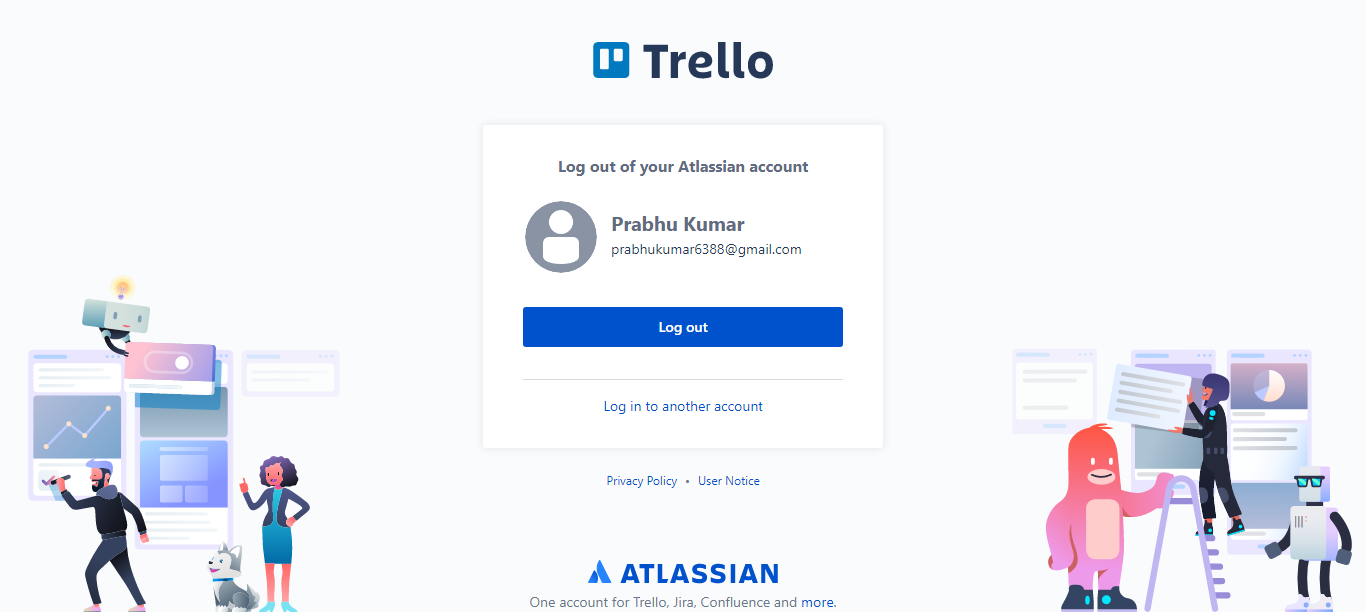 Trello
Log out of your Atlassian account
Prabhu Kumar
prabhukumar6388@gmail.com
Log out
Log in to another account
Privacy Policy • User Notice
ATLASSIAN
One account for Trello, Jira, Confluence and more.